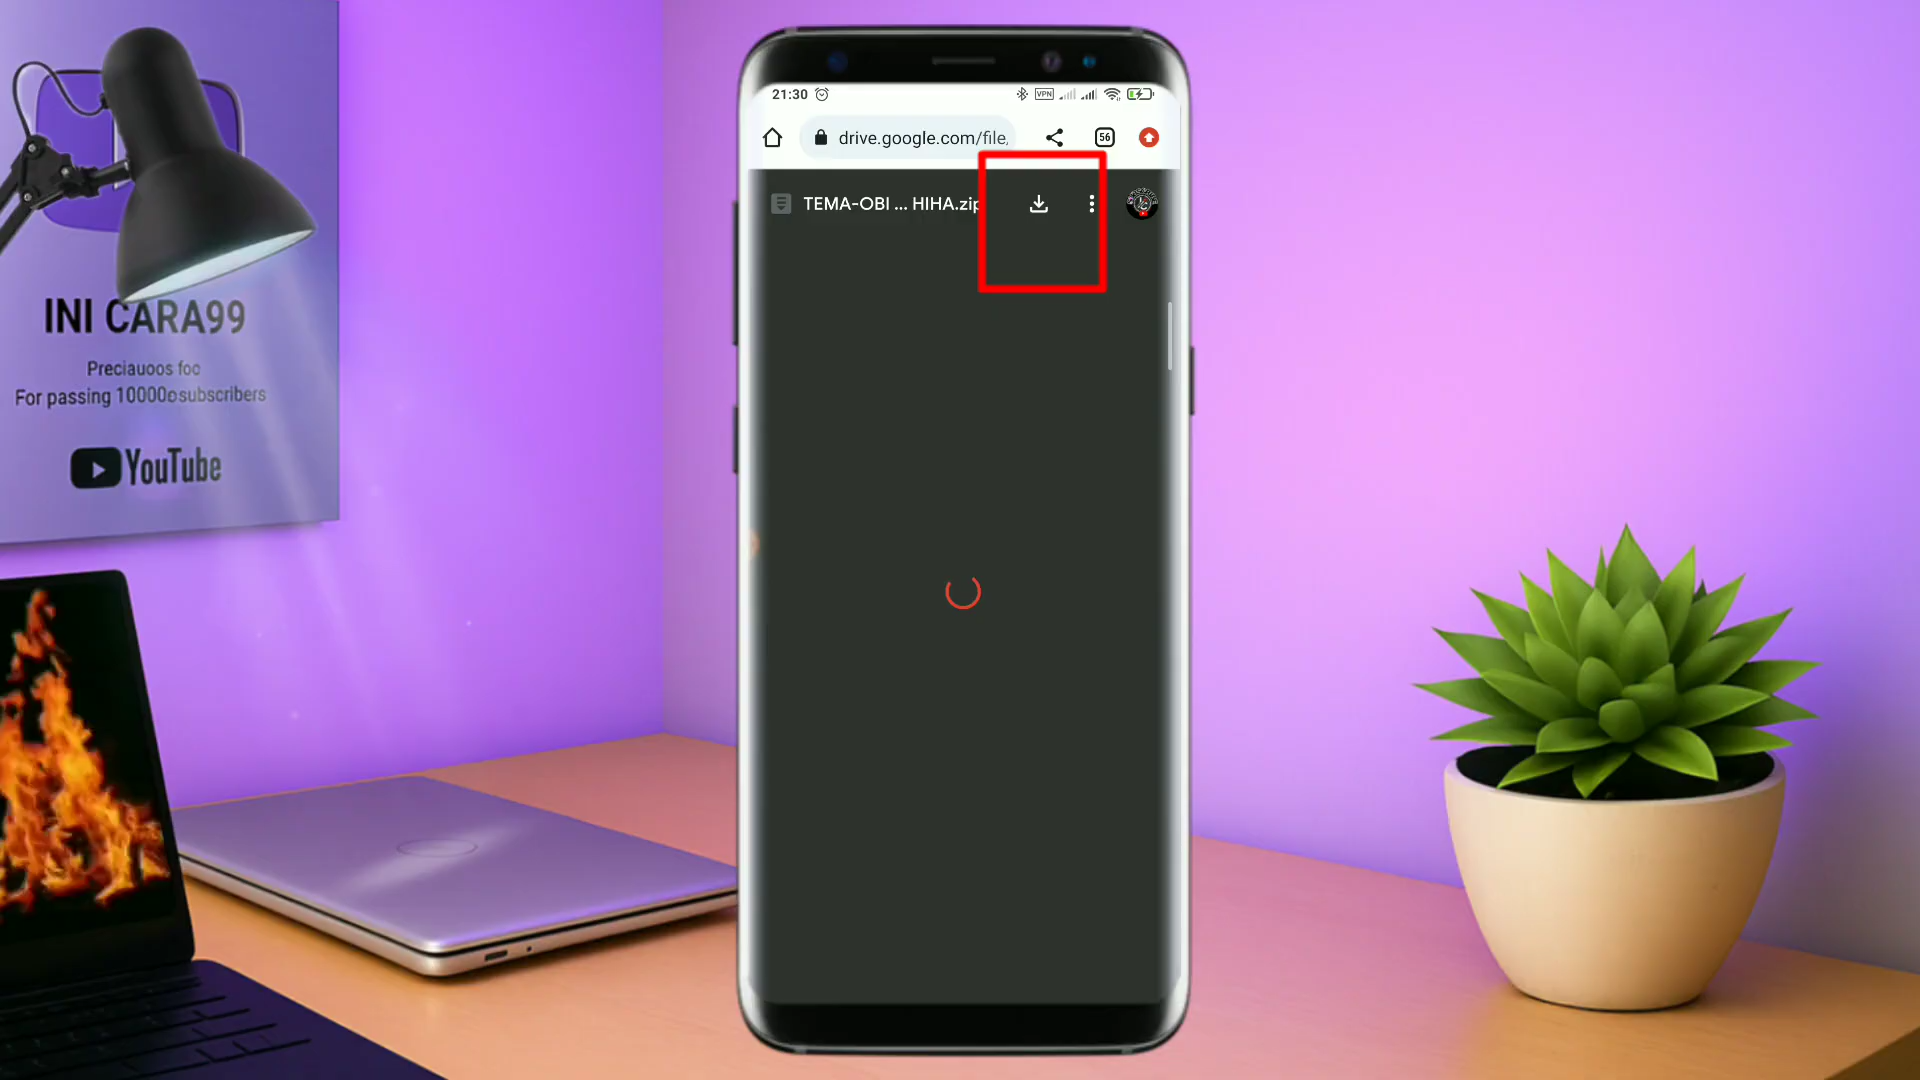 21:30
VPN
drive.google.com/file,
56
TEMA-OBI ... HIHA.zip
INI CARA99
Preciauoos foc
For passing 10000osubscribers
YouTube